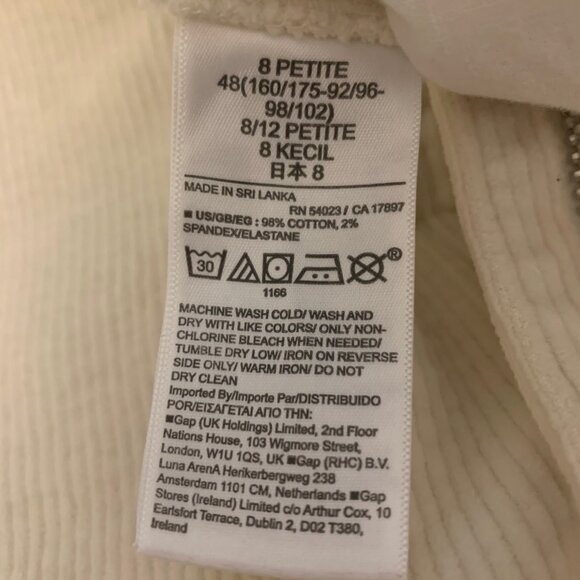 8 PETITE
48(160/175-92/96-
98/102)
8/12 PETITE
8 KECIL
日本 8
MADE IN SRI LANKA
RN 54023 / CA 17897
■ US/GB/EG : 98% COTTON, 2%
SPANDEX/ELASTANE
30
®
1166
MACHINE WASH COLD/ WASH AND
DRY WITH LIKE COLORS/ ONLY NON-
CHLORINE BLEACH WHEN NEEDED/
TUMBLE DRY LOW/ IRON ON REVERSE
SIDE ONLY/ WARM IRON/ DO NOT
DRY CLEAN
Imported By/Importe Par/DISTRIBUIDO
POR/ΕΙΣΑΓΕΤΑΙ ΑΠΟ ΤΗΝ:
■Gap (UK Holdings) Limited, 2nd Floor
Nations House, 103 Wigmore Street,
London, W1U 1QS, UK ■Gap (RHC) B.V.
Luna ArenA Herikerbergweg 238
Amsterdam 1101 CM, Netherlands ■Gap
Stores (Ireland) Limited c/o Arthur Cox, 10
Earlsfort Terrace, Dublin 2, D02 T380,
Ireland